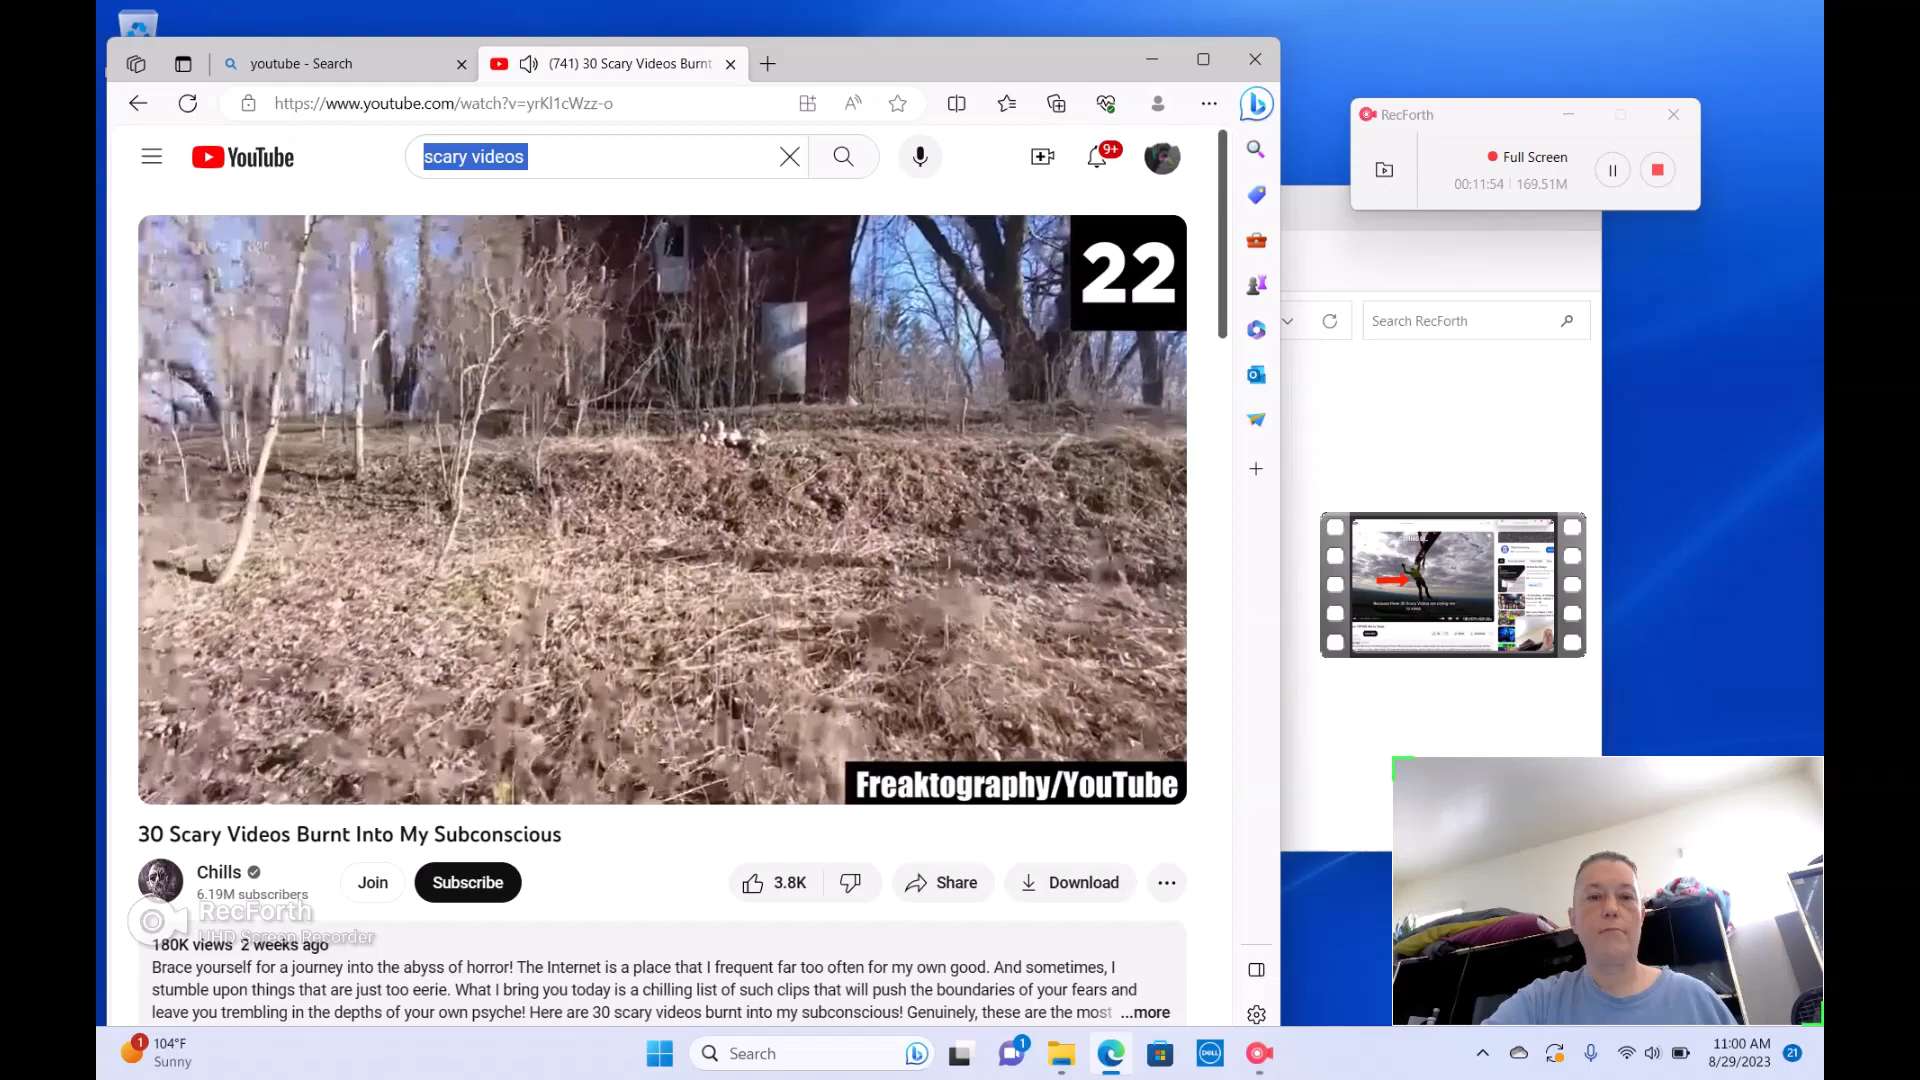 youtube - Search
(741) 30 Scary Videos Burnt
https://www.youtube.com/watch?v=yrKl1cWzz-o
YouTube
scary videos
9+
22
Freaktography/YouTube
30 Scary Videos Burnt Into My Subconscious
Chills
6.19M subscribers
Join
Subscribe
3.8K
Share
Download
RecForth
UHD Screen Recorder
180K views 2 weeks ago
Brace yourself for a journey into the abyss of horror! The Internet is a place that I frequent far too often for my own good. And sometimes, I
stumble upon things that are just too eerie. What I bring you today is a chilling list of such clips that will push the boundaries of your fears and
leave you trembling in the depths of your own psyche! Here are 30 scary videos burnt into my subconscious! Genuinely, these are the most ...more
RecForth
Full Screen
00:11:54 | 169.51M
Search RecForth
1
104°F
Sunny
Search
1
DELL
11:00 AM
8/29/2023
21